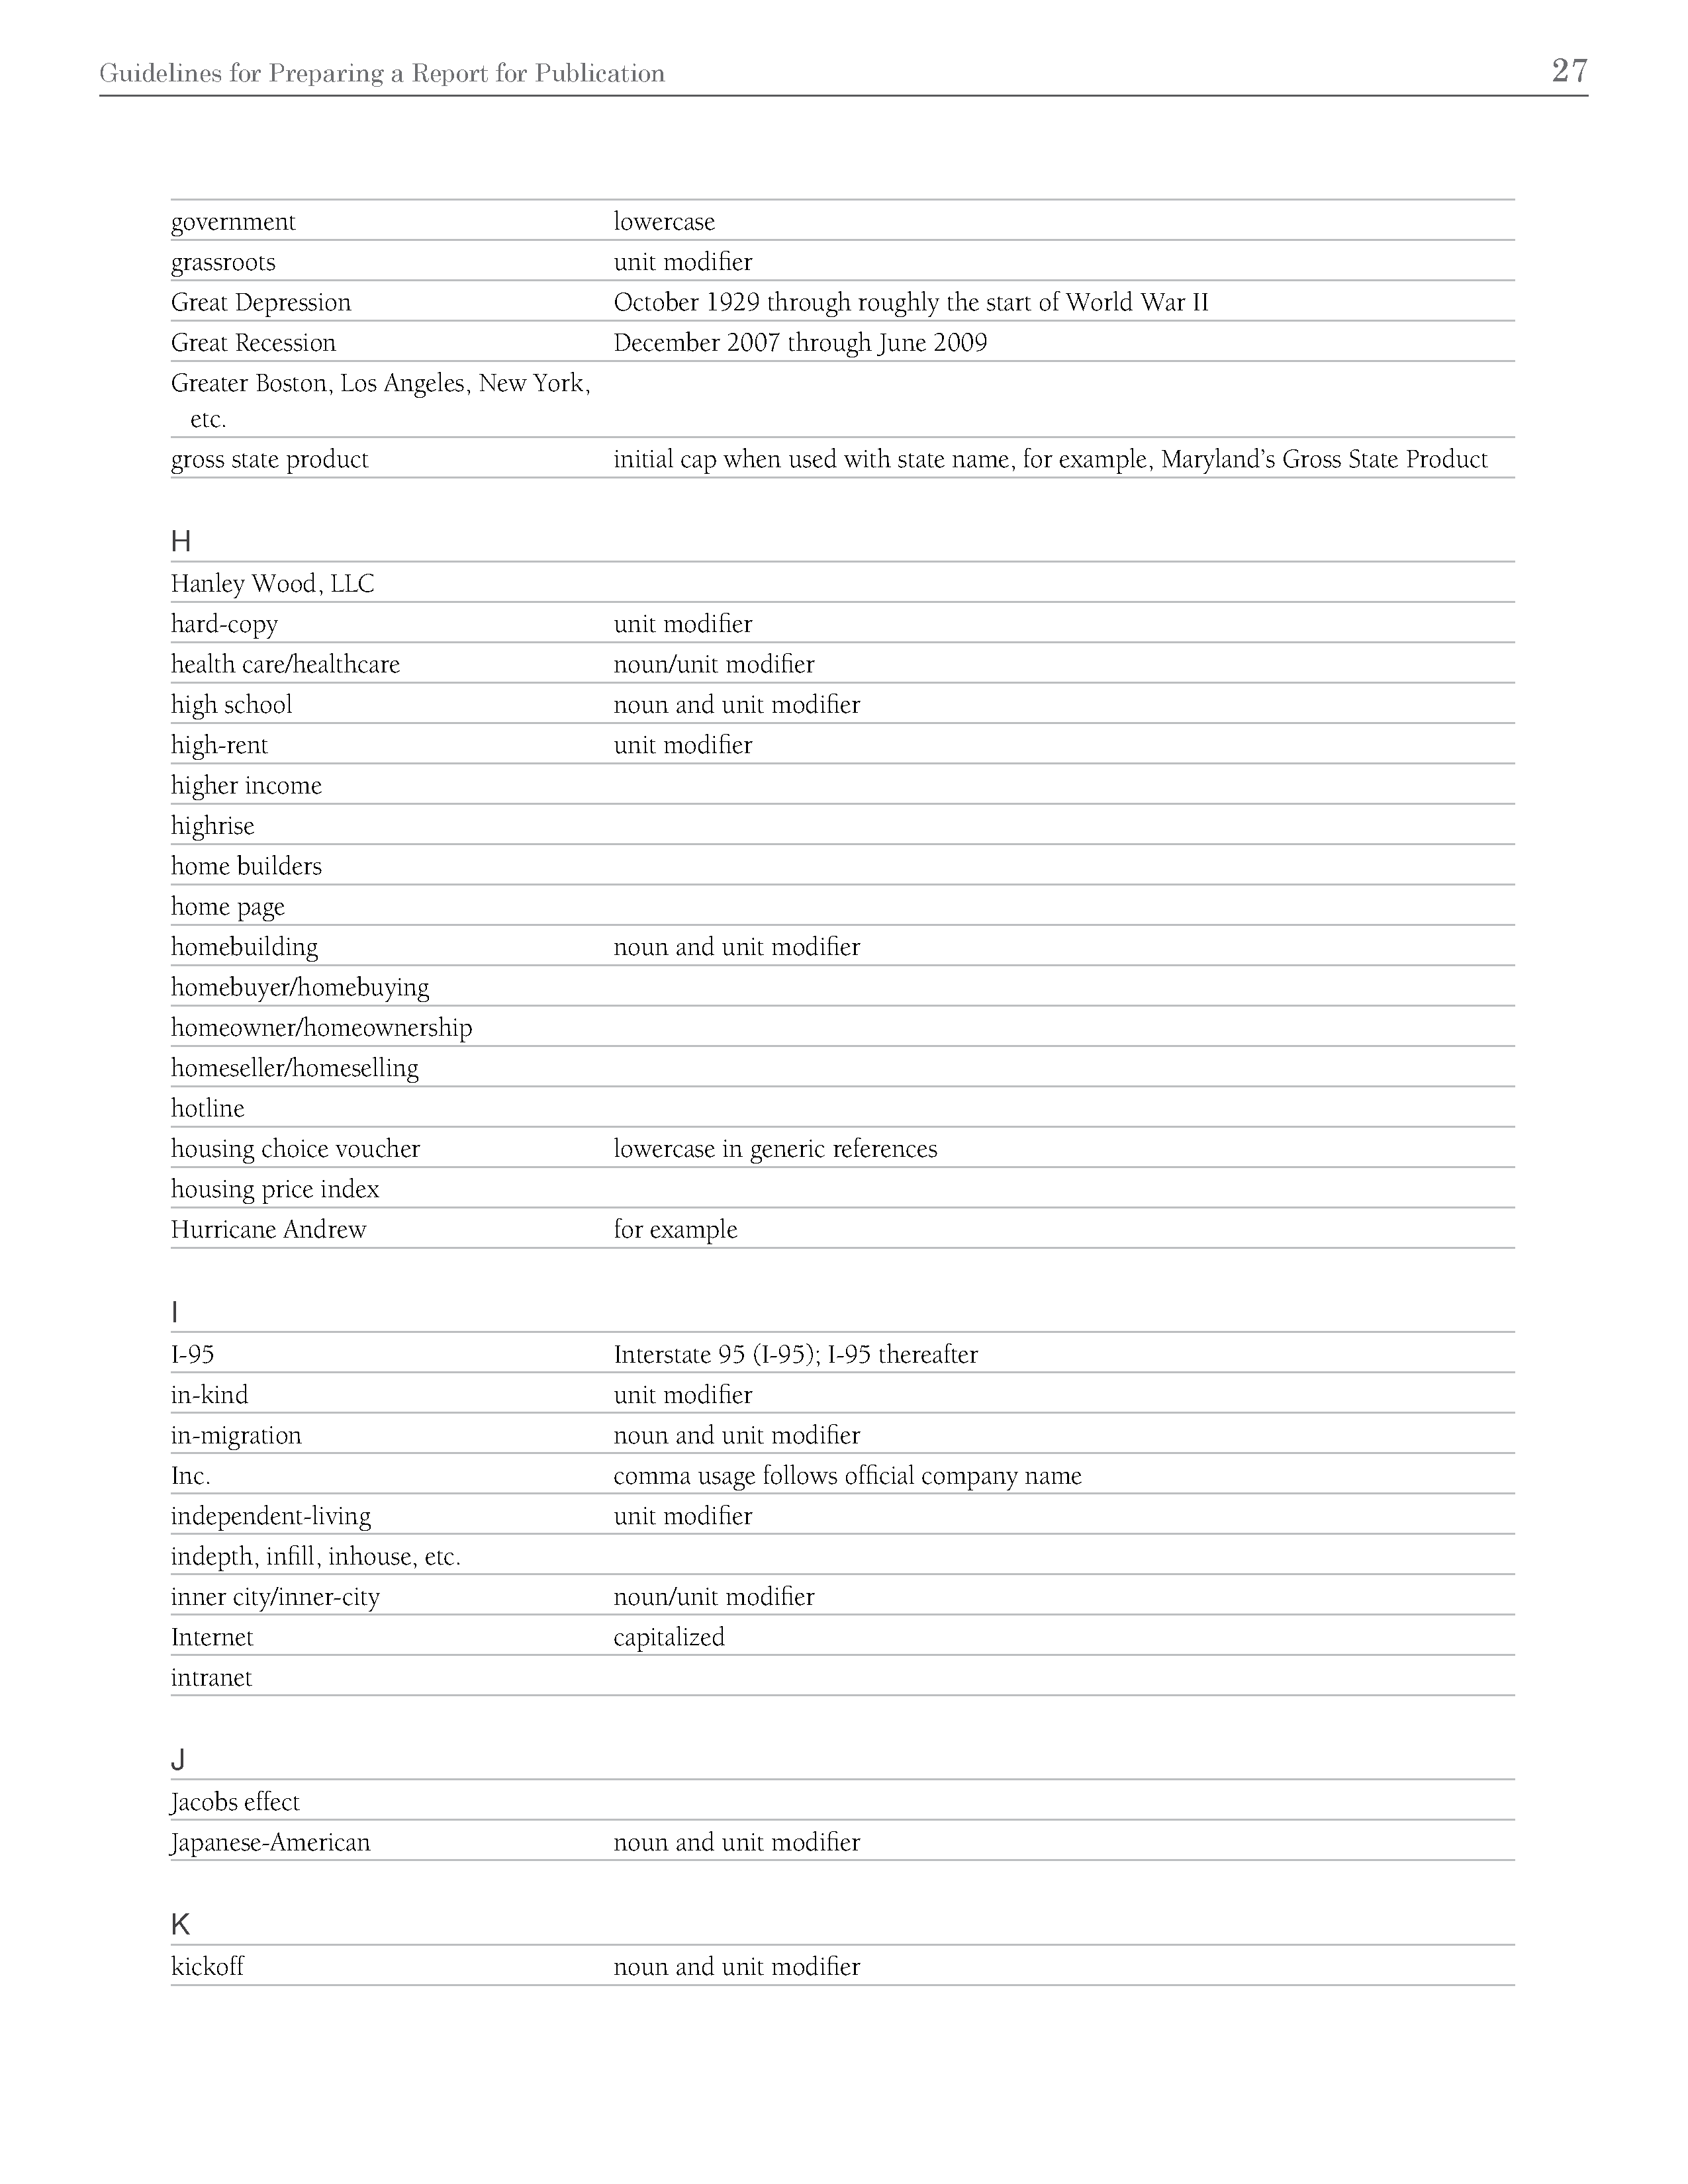 Guidelines for Preparing a Report for Publication 27
government lowercase
grassroots unit modifier
Great Depression October 1929 through roughly the start of World War II
Great Recession December 2007 through June 2009
Greater Boston, Los Angeles, New York,
etc.
gross state product initial cap when used with state name, for example, Maryland’s Gross State Product
H
Hanley Wood, LLC
hard-copy unit modifier
health care/healthcare noun/unit modifier
high school noun and unit modifier
high-rent unit modifier
higher income
highrise
home builders
home page
homebuilding noun and unit modifier
homebuyer/homebuying
homeowner/homeownership
homeseller/homeselling
hotline
housing choice voucher lowercase in generic references
housing price index
Hurricane Andrew for example
I
I-95 Interstate 95 (I-95); I-95 thereafter
in-kind unit modifier
in-migration noun and unit modifier
Inc. comma usage follows official company name
independent-living unit modifier
indepth, infill, inhouse, etc.
inner city/inner-city noun/unit modifier
Internet capitalized
intranet
J
Jacobs effect
Japanese-American noun and unit modifier
K
kickoff noun and unit modifier